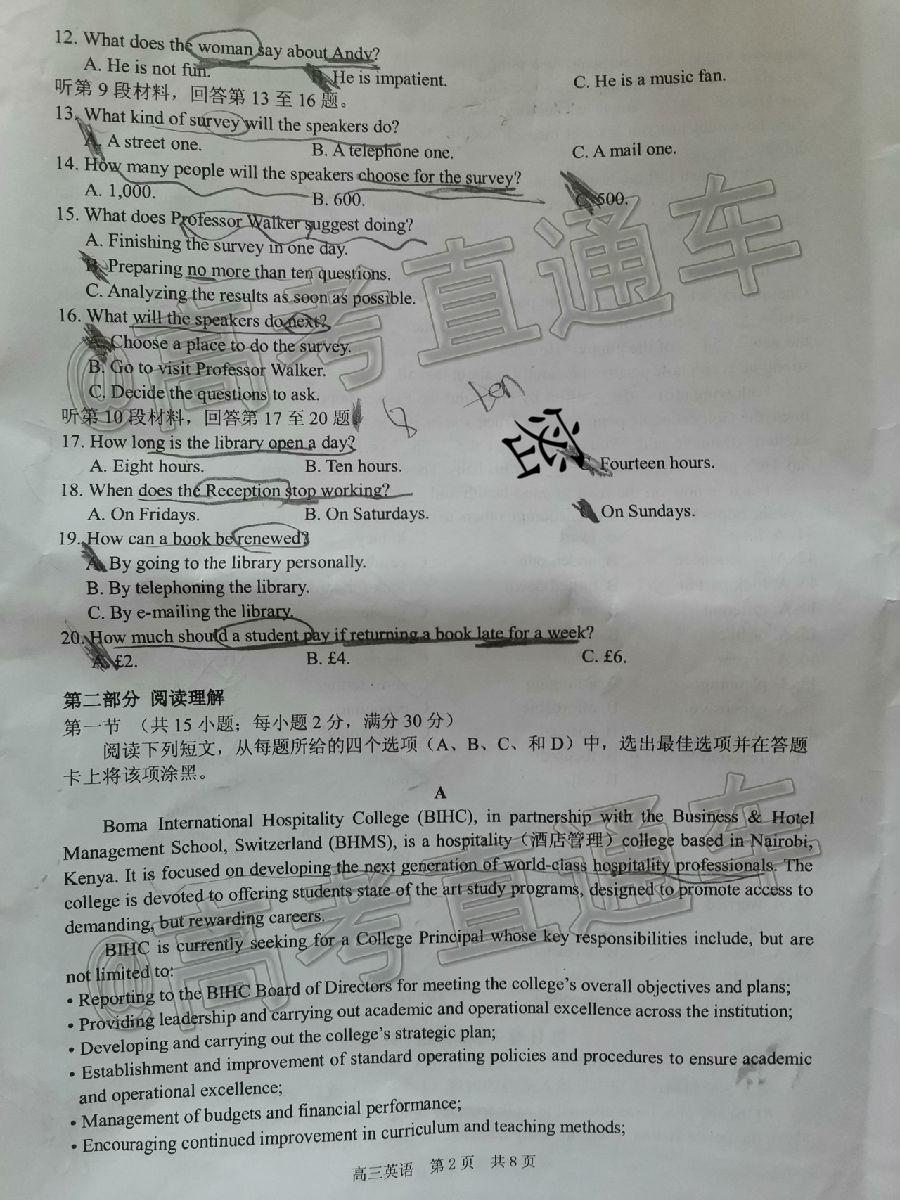 12. What does the woman say about Andy?
A. He is not fun. B. He is impatient. C. He is a music fan.
听第 9 段材料，回答第 13 至 16 题。
13. What kind of survey will the speakers do?
A. A street one. B. A telephone one. C. A mail one.
14. How many people will the speakers choose for the survey?
A. 1,000. B. 600. C. 500.
15. What does Professor Walker suggest doing?
A. Finishing the survey in one day.
B. Preparing no more than ten questions.
C. Analyzing the results as soon as possible.
16. What will the speakers do next?
A. Choose a place to do the survey.
B. Go to visit Professor Walker.
C. Decide the questions to ask.
8 ten
听第 10 段材料，回答第 17 至 20 题
密
17. How long is the library open a day?
A. Eight hours. B. Ten hours. C. Fourteen hours.
18. When does the Reception stop working?
A. On Fridays. B. On Saturdays. C. On Sundays.
19. How can a book be renewed?
A. By going to the library personally.
B. By telephoning the library.
C. By e-mailing the library.
20. How much should a student pay if returning a book late for a week?
A. £2. B. £4. C. £6.
第二部分 阅读理解
第一节 （共 15 小题；每小题 2 分，满分 30 分）
阅读下列短文，从每题所给的四个选项（A、B、C、和 D）中，选出最佳选项并在答题
卡上将该项涂黑。
A
Boma International Hospitality College (BIHC), in partnership with the Business & Hotel
Management School, Switzerland (BHMS), is a hospitality（酒店管理）college based in Nairobi,
Kenya. It is focused on developing the next generation of world-class hospitality professionals. The
college is devoted to offering students state of the art study programs, designed to promote access to
demanding, but rewarding careers.
BIHC is currently seeking for a College Principal whose key responsibilities include, but are
not limited to:
• Reporting to the BIHC Board of Directors for meeting the college's overall objectives and plans;
• Providing leadership and carrying out academic and operational excellence across the institution;
• Developing and carrying out the college's strategic plan;
• Establishment and improvement of standard operating policies and procedures to ensure academic
and operational excellence;
• Management of budgets and financial performance;
• Encouraging continued improvement in curriculum and teaching methods;
高三英语 第 2 页 共 8 页
@高考直通车
@高考直通车